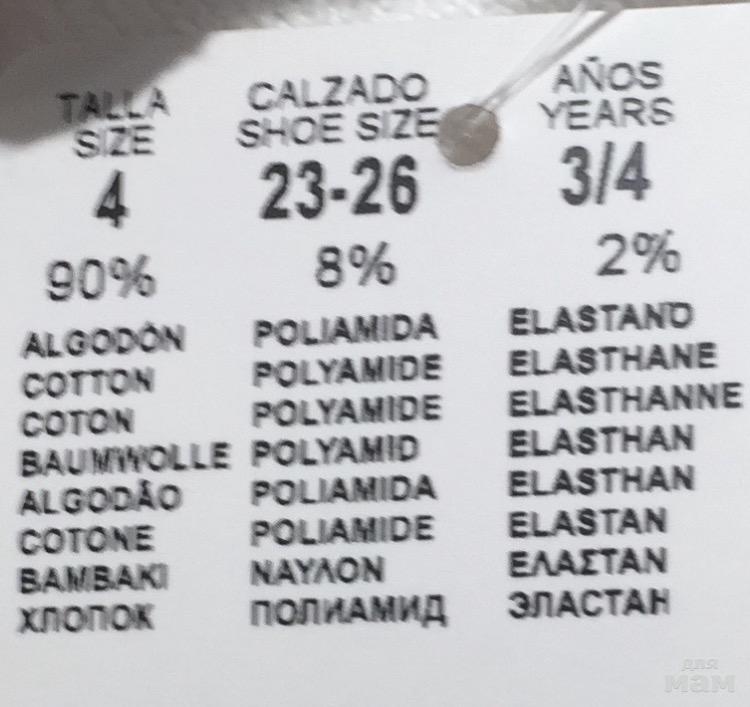 TALLA CALZADO AÑOS
SIZE SHOE SIZE YEARS
4 23-26 3/4
90% 8% 2%
ALGODÓN POLIAMIDA ELASTANO
COTTON POLYAMIDE ELASTHANE
COTON POLYAMIDE ELASTHANNE
BAUMWOLLE POLYAMID ELASTHAN
ALGODÃO POLIAMIDA ELASTHAN
COTONE POLIAMIDE ELASTAN
BAMBAKI ΝΑΥΛΟΝ ΕΛΑΣΤΑΝ
ХЛОПОК ПОЛИАМИД ЭЛАСТАН
для
мам